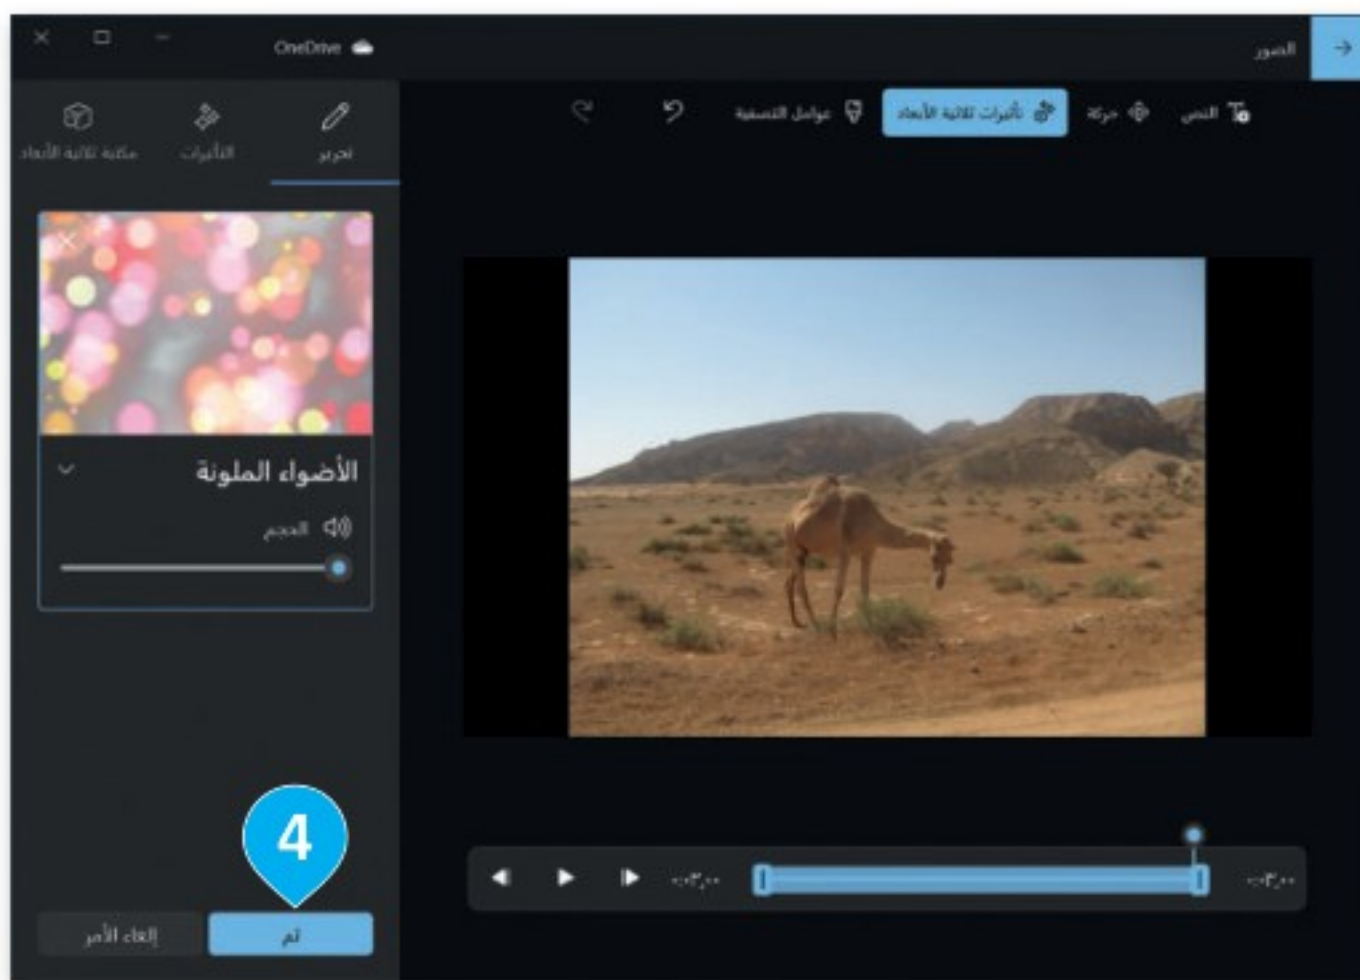 الصور
OneDrive
النص
حركة
تأثيرات ثلاثية الأبعاد
عوامل التصفية
تحرير
التأثيرات
مكتبة ثلاثية الأبعاد
الأضواء الملونة
الحجم
4
تم
إلغاء الأمر